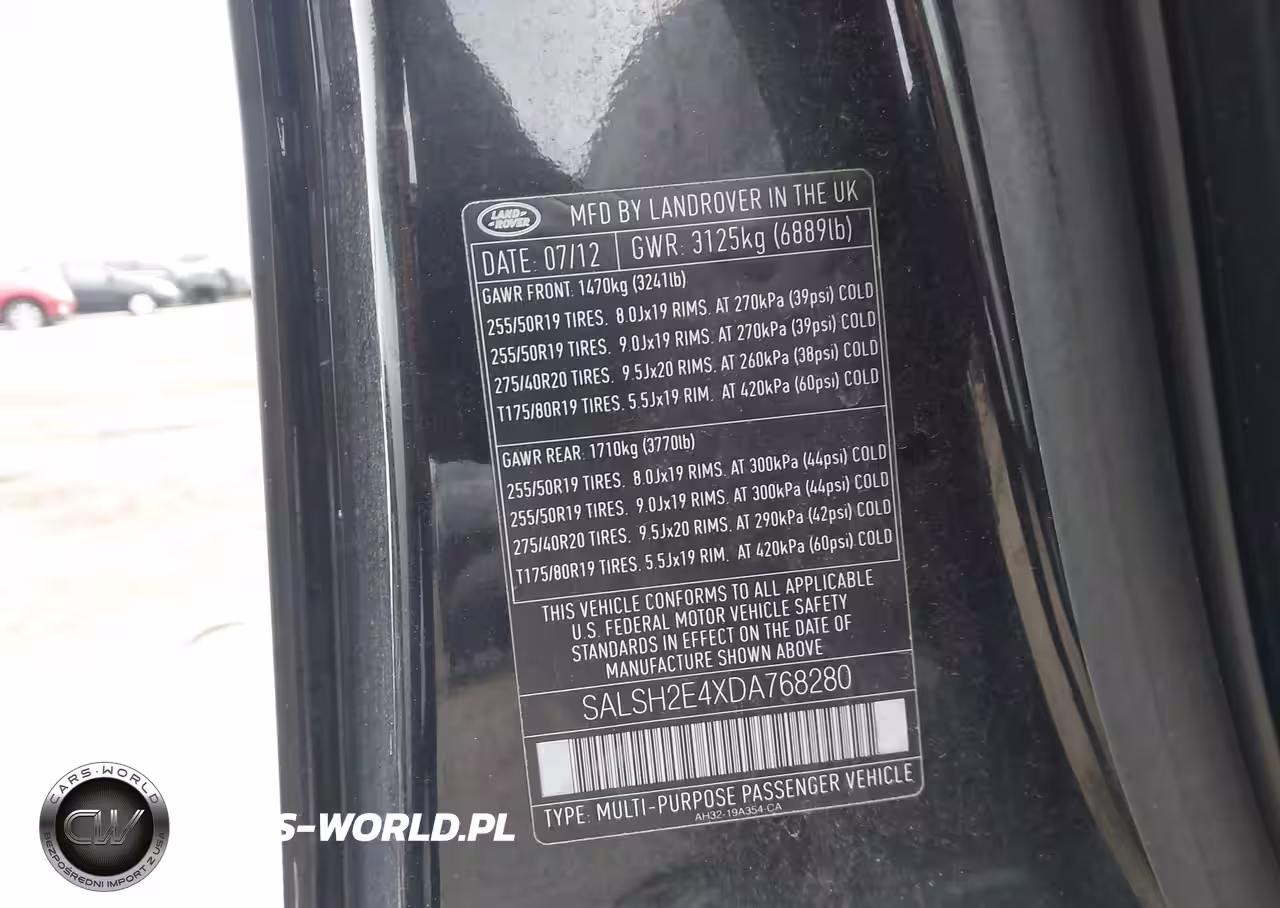 LAND-
-ROVER
MFD BY LANDROVER IN THE UK
DATE: 07/12 GWR: 3125kg (6889lb)
GAWR FRONT: 1470kg (3241lb)
255/50R19 TIRES. 8.0Jx19 RIMS. AT 270kPa (39psi) COLD
255/50R19 TIRES. 9.0Jx19 RIMS. AT 270kPa (39psi) COLD
275/40R20 TIRES. 9.5Jx20 RIMS. AT 260kPa (38psi) COLD
T175/80R19 TIRES. 5.5Jx19 RIM. AT 420kPa (60psi) COLD
GAWR REAR: 1710kg (3770lb)
255/50R19 TIRES. 8.0Jx19 RIMS. AT 300kPa (44psi) COLD
255/50R19 TIRES. 9.0Jx19 RIMS. AT 300kPa (44psi) COLD
275/40R20 TIRES. 9.5Jx20 RIMS. AT 290kPa (42psi) COLD
T175/80R19 TIRES. 5.5Jx19 RIM. AT 420kPa (60psi) COLD
THIS VEHICLE CONFORMS TO ALL APPLICABLE
U.S. FEDERAL MOTOR VEHICLE SAFETY
STANDARDS IN EFFECT ON THE DATE OF
MANUFACTURE SHOWN ABOVE
SALSH2E4XDA768280
TYPE: MULTI-PURPOSE PASSENGER VEHICLE
AH32-19A354-CA
CARS-WORLD
CW
BEZPOŚREDNI IMPORT Z USA
S-WORLD.PL